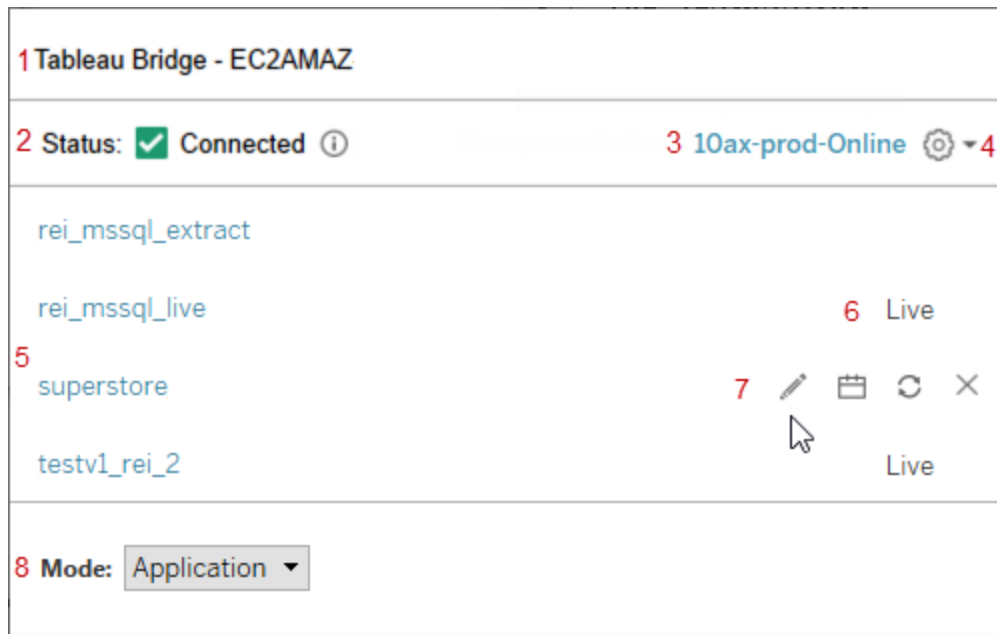 1 Tableau Bridge - EC2AMAZ
2 Status: Connected 3 10ax-prod-Online 4
rei_mssql_extract
rei_mssql_live 6 Live
5
superstore 7
testv1_rei_2 Live
8 Mode: Application